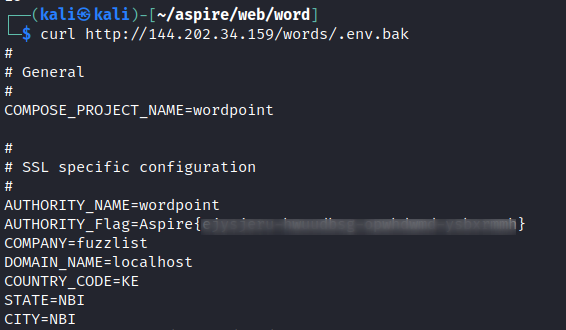 (kali㉿kali)-[~/aspire/web/word]
$ curl http://144.202.34.159/words/.env.bak
#
# General
#
COMPOSE_PROJECT_NAME=wordpoint
#
# SSL specific configuration
#
AUTHORITY_NAME=wordpoint
AUTHORITY_Flag=Aspire{ }
COMPANY=fuzzlist
DOMAIN_NAME=localhost
COUNTRY_CODE=KE
STATE=NBI
CITY=NBI